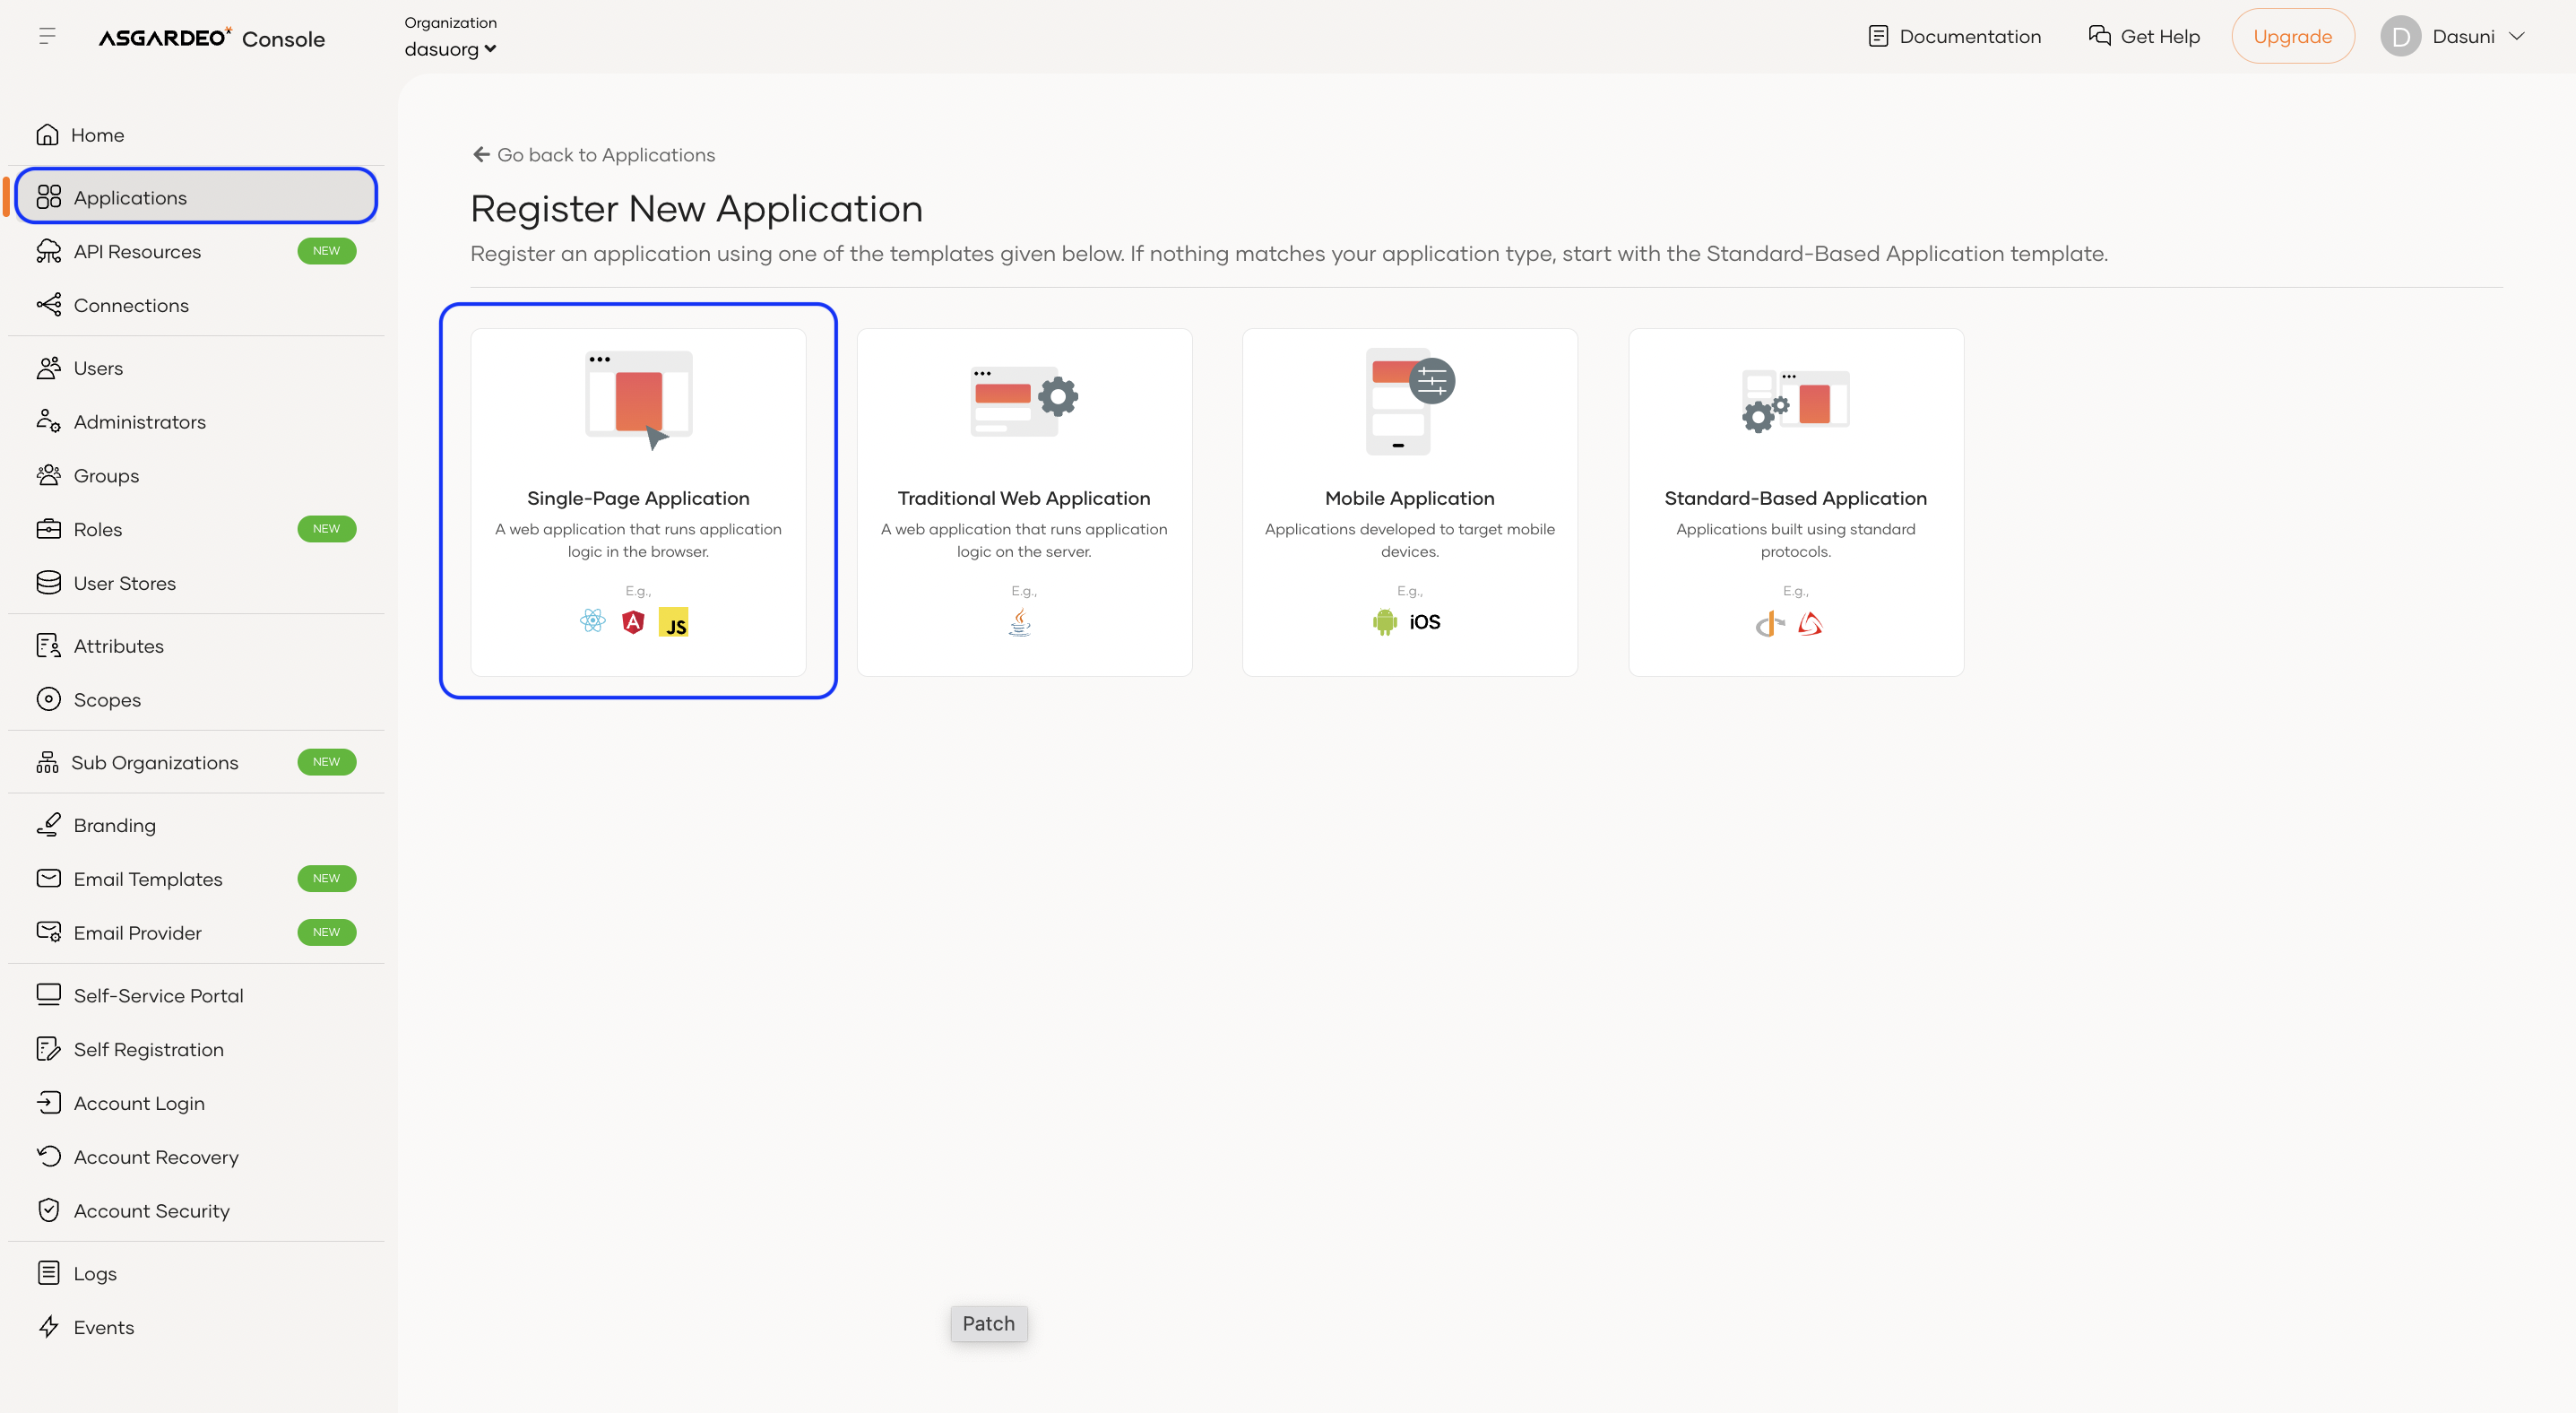 ASGARDEO Console
Organization
dasuorg
Documentation
Get Help
Upgrade
D
Dasuni
Home
Applications
API Resources NEW
Connections
Users
Administrators
Groups
Roles NEW
User Stores
Attributes
Scopes
Sub Organizations NEW
Branding
Email Templates NEW
Email Provider NEW
Self-Service Portal
Self Registration
Account Login
Account Recovery
Account Security
Logs
Events
Go back to Applications
Register New Application
Register an application using one of the templates given below. If nothing matches your application type, start with the Standard-Based Application template.
Single-Page Application
A web application that runs application
logic in the browser.
E.g.,
JS
Traditional Web Application
A web application that runs application
logic on the server.
E.g.,
Mobile Application
Applications developed to target mobile
devices.
E.g.,
iOS
Standard-Based Application
Applications built using standard
protocols.
E.g.,
Patch